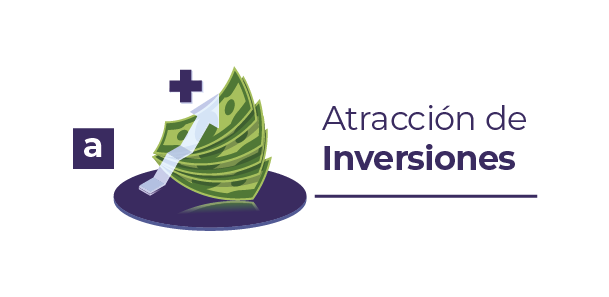 a
Atracción de
Inversiones